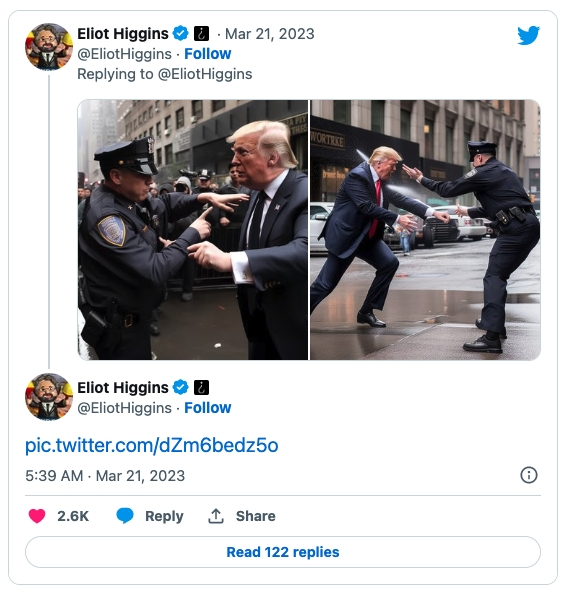 Eliot Higgins · Mar 21, 2023
@EliotHiggins · Follow
Replying to @EliotHiggins
WORTKE
Eliot Higgins
@EliotHiggins · Follow
pic.twitter.com/dZm6bedz5o
5:39 AM · Mar 21, 2023
2.6K Reply Share
Read 122 replies